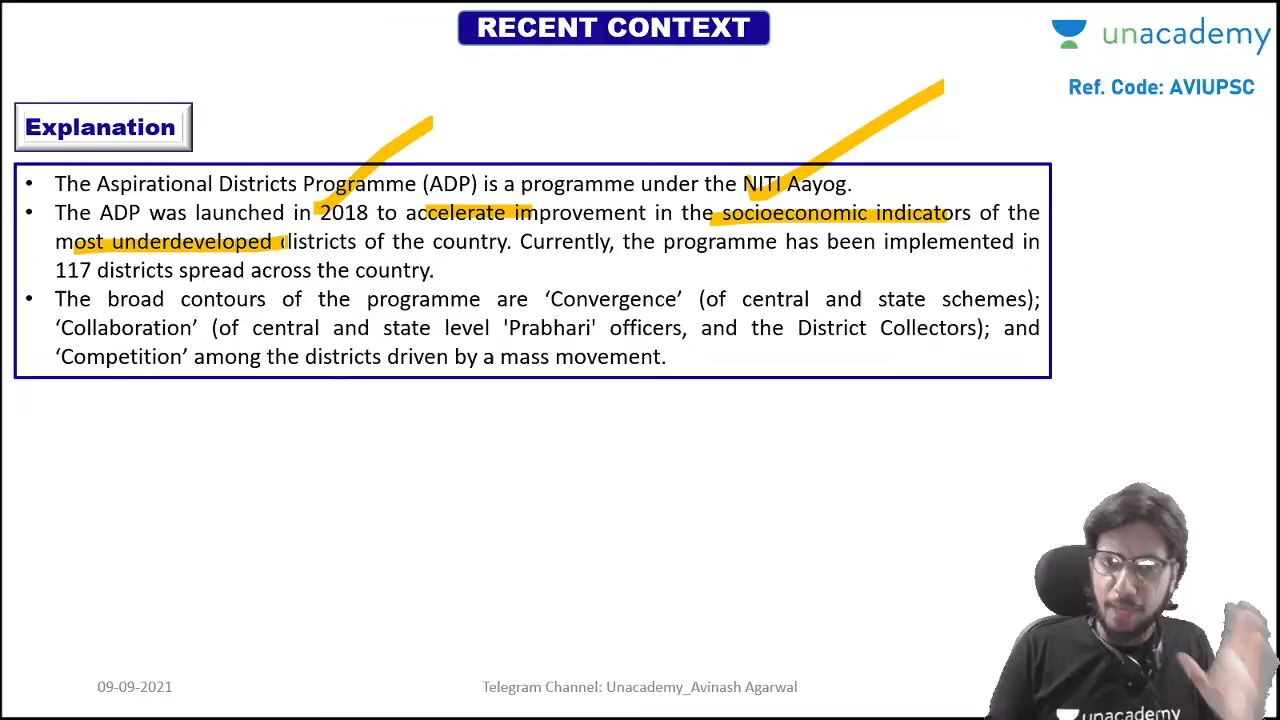 RECENT CONTEXT
unacademy
Ref. Code: AVIUPSC
Explanation
• The Aspirational Districts Programme (ADP) is a programme under the NITI Aayog.
• The ADP was launched in 2018 to accelerate improvement in the socioeconomic indicators of the
most underdeveloped districts of the country. Currently, the programme has been implemented in
117 districts spread across the country.
• The broad contours of the programme are ‘Convergence’ (of central and state schemes);
‘Collaboration’ (of central and state level 'Prabhari' officers, and the District Collectors); and
‘Competition’ among the districts driven by a mass movement.
09-09-2021
Telegram Channel: Unacademy_Avinash Agarwal
unacademy